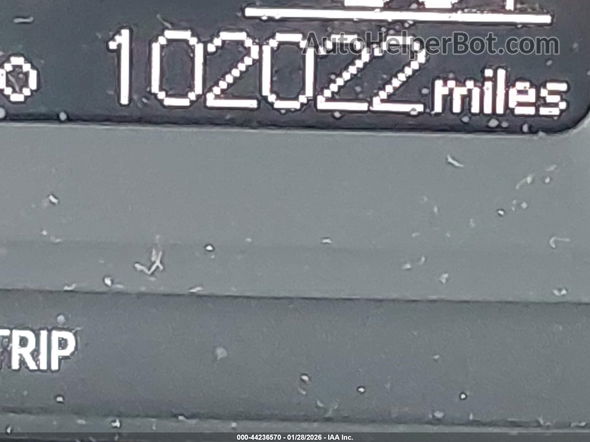 AutoHelperBot.com
o 102022 miles
TRIP
000-44236570 - 01/28/2026 - IAA Inc.